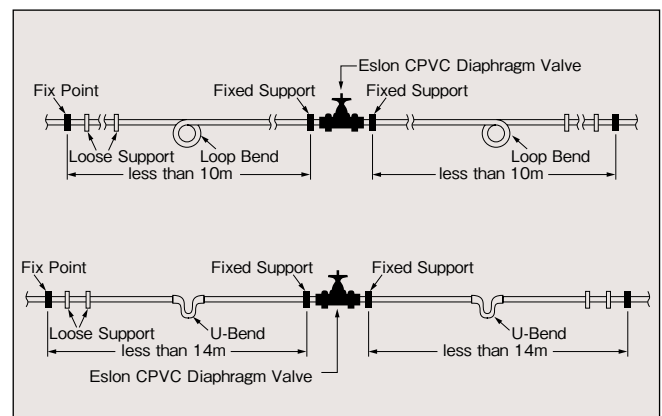 Eslon CPVC Diaphragm Valve
Fix Point Fixed Support Fixed Support
Loose Support Loop Bend Loop Bend
less than 10m less than 10m
Fix Point Fixed Support Fixed Support
Loose Support U-Bend U-Bend
less than 14m less than 14m
Eslon CPVC Diaphragm Valve